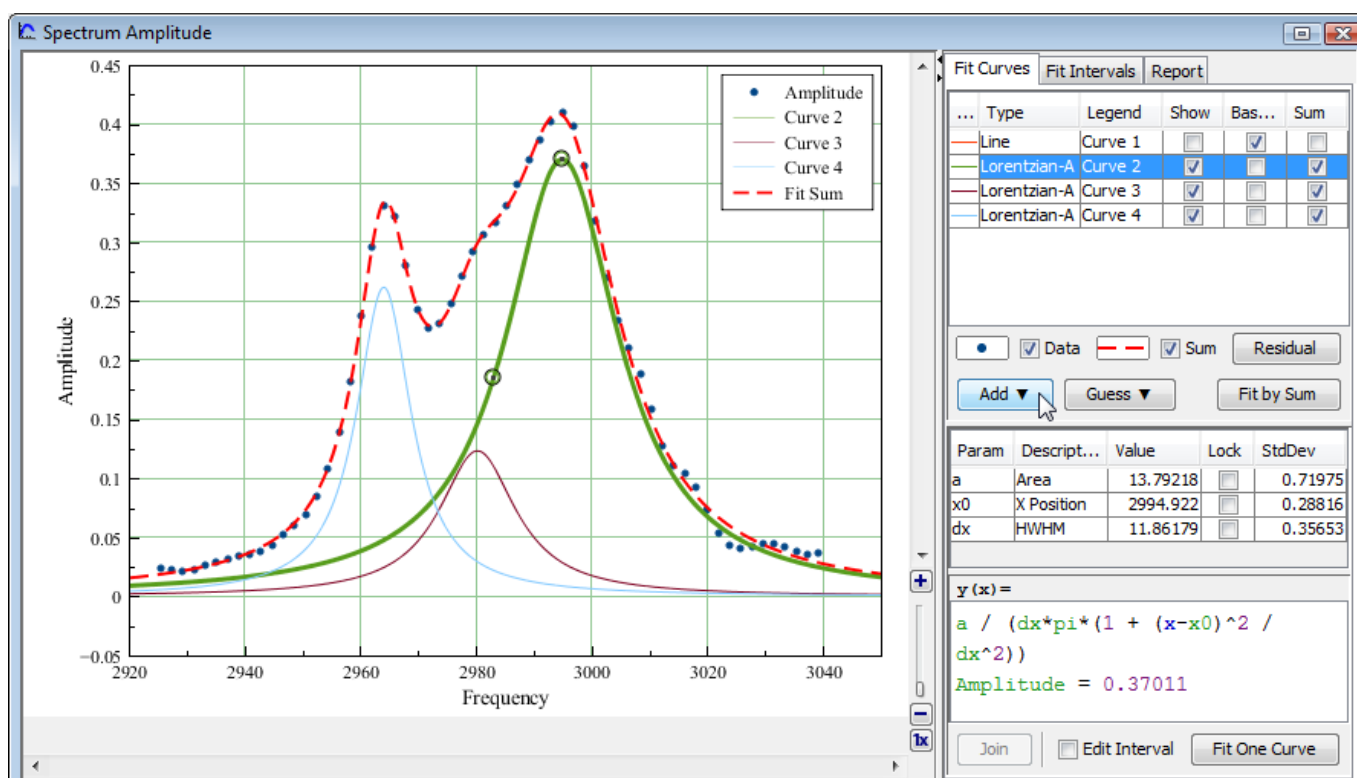 Spectrum Amplitude
0.45
0.4
0.35
0.3
0.25
0.2
0.15
0.1
0.05
0
−0.05
Amplitude
2920 2940 2960 2980 3000 3020 3040
Frequency
Amplitude
Curve 2
Curve 3
Curve 4
Fit Sum
1x
Fit Curves Fit Intervals Report
... Type Legend Show Bas... Sum
Line Curve 1
Lorentzian-A Curve 2
Lorentzian-A Curve 3
Lorentzian-A Curve 4
Data Sum Residual
Add ▼ Guess ▼ Fit by Sum
Param Descript... Value Lock StdDev
a Area 13.79218 0.71975
x0 X Position 2994.922 0.28816
dx HWHM 11.86179 0.35653
y(x)=
a / (dx*pi*(1 + (x-x0)^2 /
dx^2))
Amplitude = 0.37011
Join Edit Interval Fit One Curve